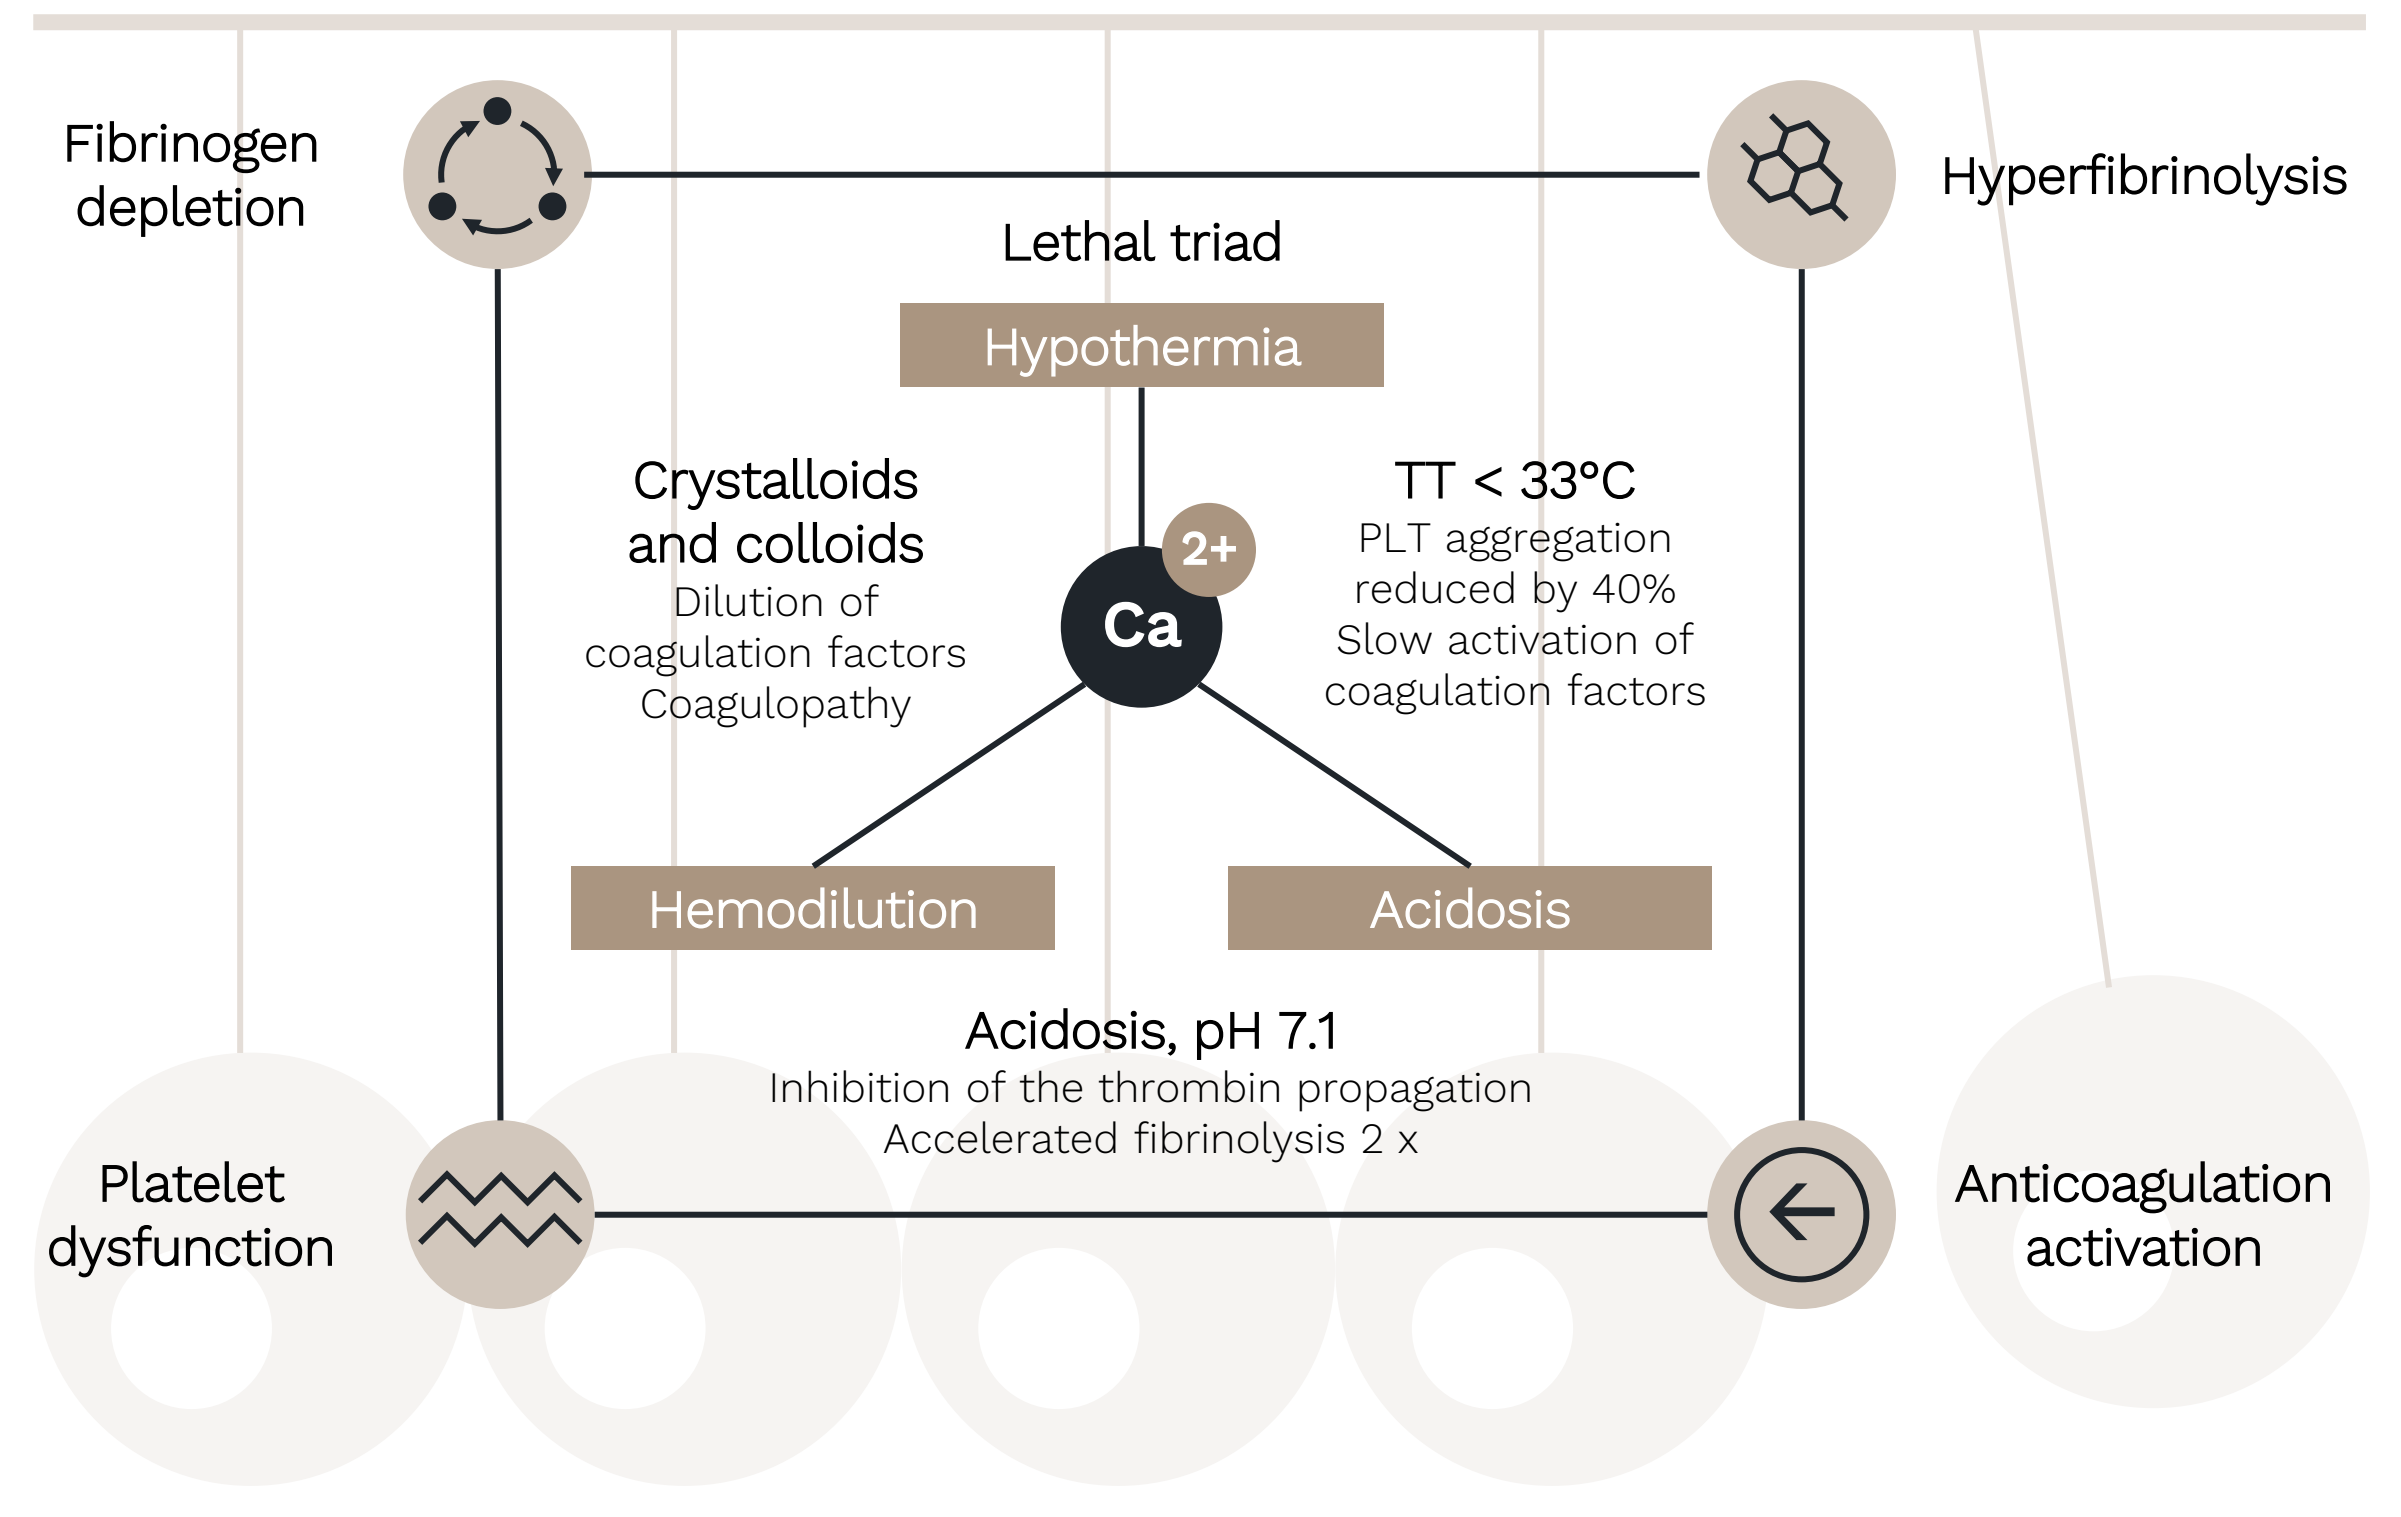 Fibrinogen
depletion
Hyperfibrinolysis
Lethal triad
Hypothermia
Crystalloids
and colloids
Dilution of
coagulation factors
Coagulopathy
2+
Ca
TT < 33°C
PLT aggregation
reduced by 40%
Slow activation of
coagulation factors
Hemodilution
Acidosis
Acidosis, pH 7.1
Inhibition of the thrombin propagation
Accelerated fibrinolysis 2 x
Platelet
dysfunction
Anticoagulation
activation